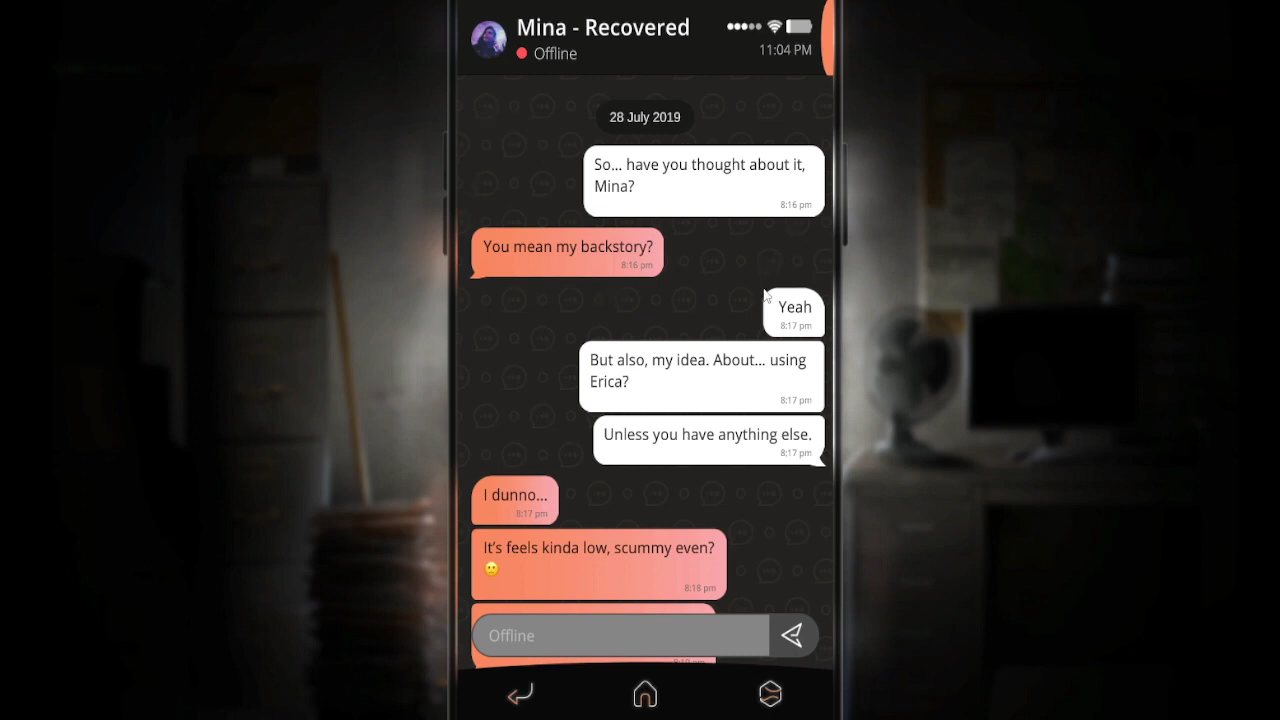 Mina - Recovered
Offline
11:04 PM
28 July 2019
So... have you thought about it,
Mina?
8:16 pm
You mean my backstory?
8:16 pm
Yeah
8:17 pm
But also, my idea. About... using
Erica?
8:17 pm
Unless you have anything else.
8:17 pm
I dunno...
8:17 pm
It's feels kinda low, scummy even?
🙁
8:18 pm
Offline